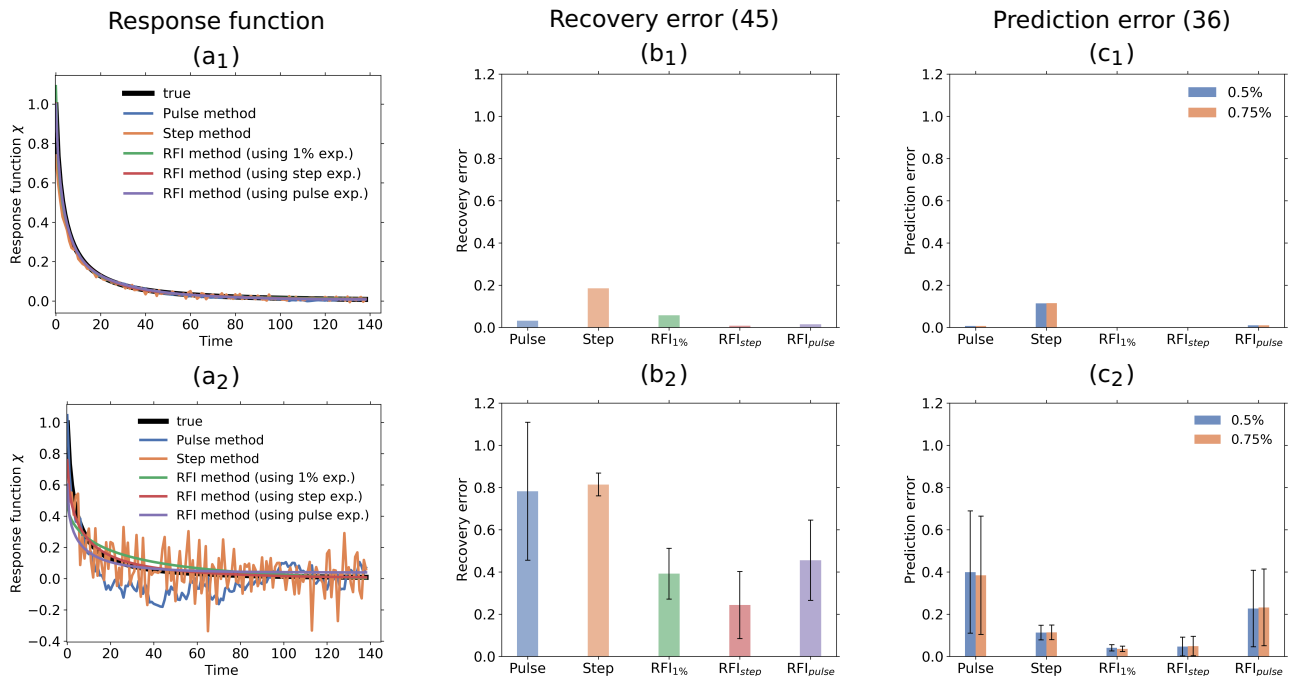 Response function
Recovery error (45)
Prediction error (36)
(a₁)
(b₁)
(c₁)
Response function χ
1.0
0.8
0.6
0.4
0.2
0.0
true
Pulse method
Step method
RFI method (using 1% exp.)
RFI method (using step exp.)
RFI method (using pulse exp.)
0 20 40 60 80 100 120 140
Time
Recovery error
1.2
1.0
0.8
0.6
0.4
0.2
0.0
Pulse Step RFI₁% RFIstep RFIpulse
Prediction error
1.2
1.0
0.8
0.6
0.4
0.2
0.0
0.5%
0.75%
Pulse Step RFI₁% RFIstep RFIpulse
(a₂)
(b₂)
(c₂)
Response function χ
1.0
0.8
0.6
0.4
0.2
0.0
−0.2
−0.4
true
Pulse method
Step method
RFI method (using 1% exp.)
RFI method (using step exp.)
RFI method (using pulse exp.)
0 20 40 60 80 100 120 140
Time
Recovery error
1.2
1.0
0.8
0.6
0.4
0.2
0.0
Pulse Step RFI₁% RFIstep RFIpulse
Prediction error
1.2
1.0
0.8
0.6
0.4
0.2
0.0
0.5%
0.75%
Pulse Step RFI₁% RFIstep RFIpulse